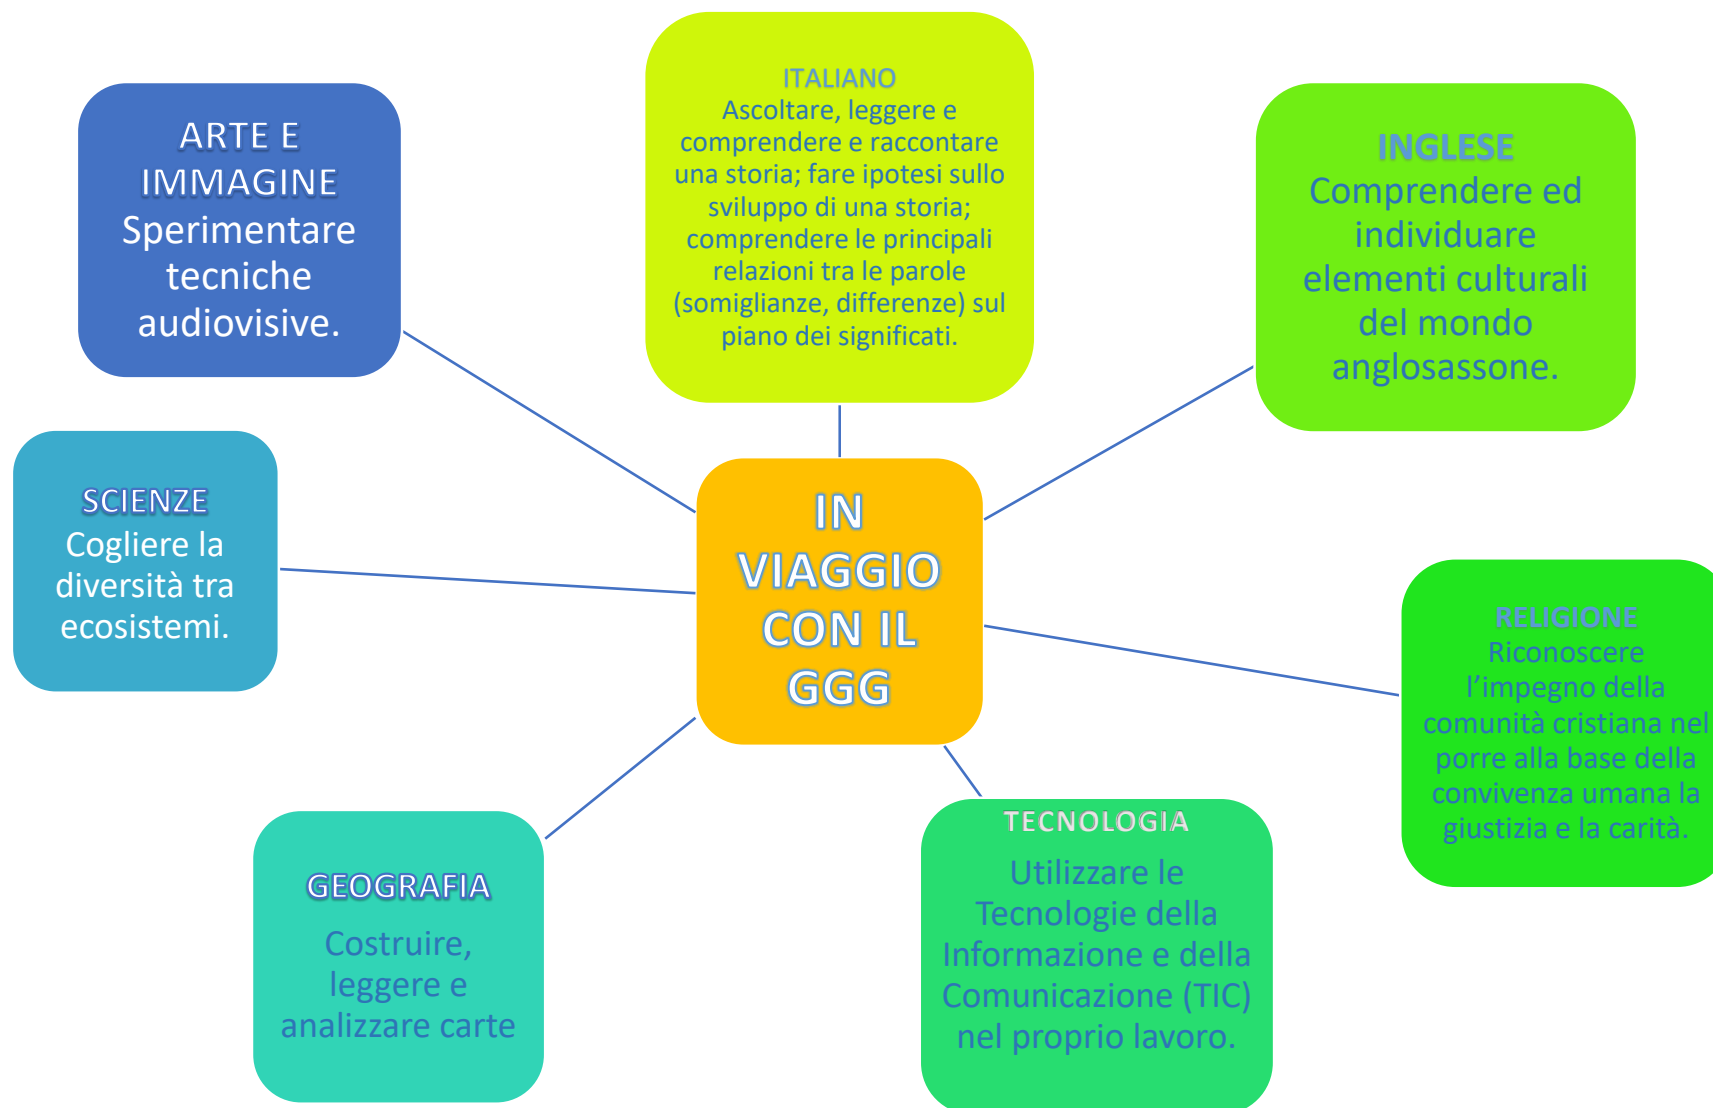 ITALIANO
Ascoltare, leggere e
comprendere e raccontare
una storia; fare ipotesi sullo
sviluppo di una storia;
comprendere le principali
relazioni tra le parole
(somiglianze, differenze) sul
piano dei significati.
ARTE E
IMMAGINE
Sperimentare
tecniche
audiovisive.
INGLESE
Comprendere ed
individuare
elementi culturali
del mondo
anglosassone.
SCIENZE
Cogliere la
diversità tra
ecosistemi.
IN
VIAGGIO
CON IL
GGG
RELIGIONE
Riconoscere
l’impegno della
comunità cristiana nel
porre alla base della
convivenza umana la
giustizia e la carità.
GEOGRAFIA
Costruire,
leggere e
analizzare carte
TECNOLOGIA
Utilizzare le
Tecnologie della
Informazione e della
Comunicazione (TIC)
nel proprio lavoro.